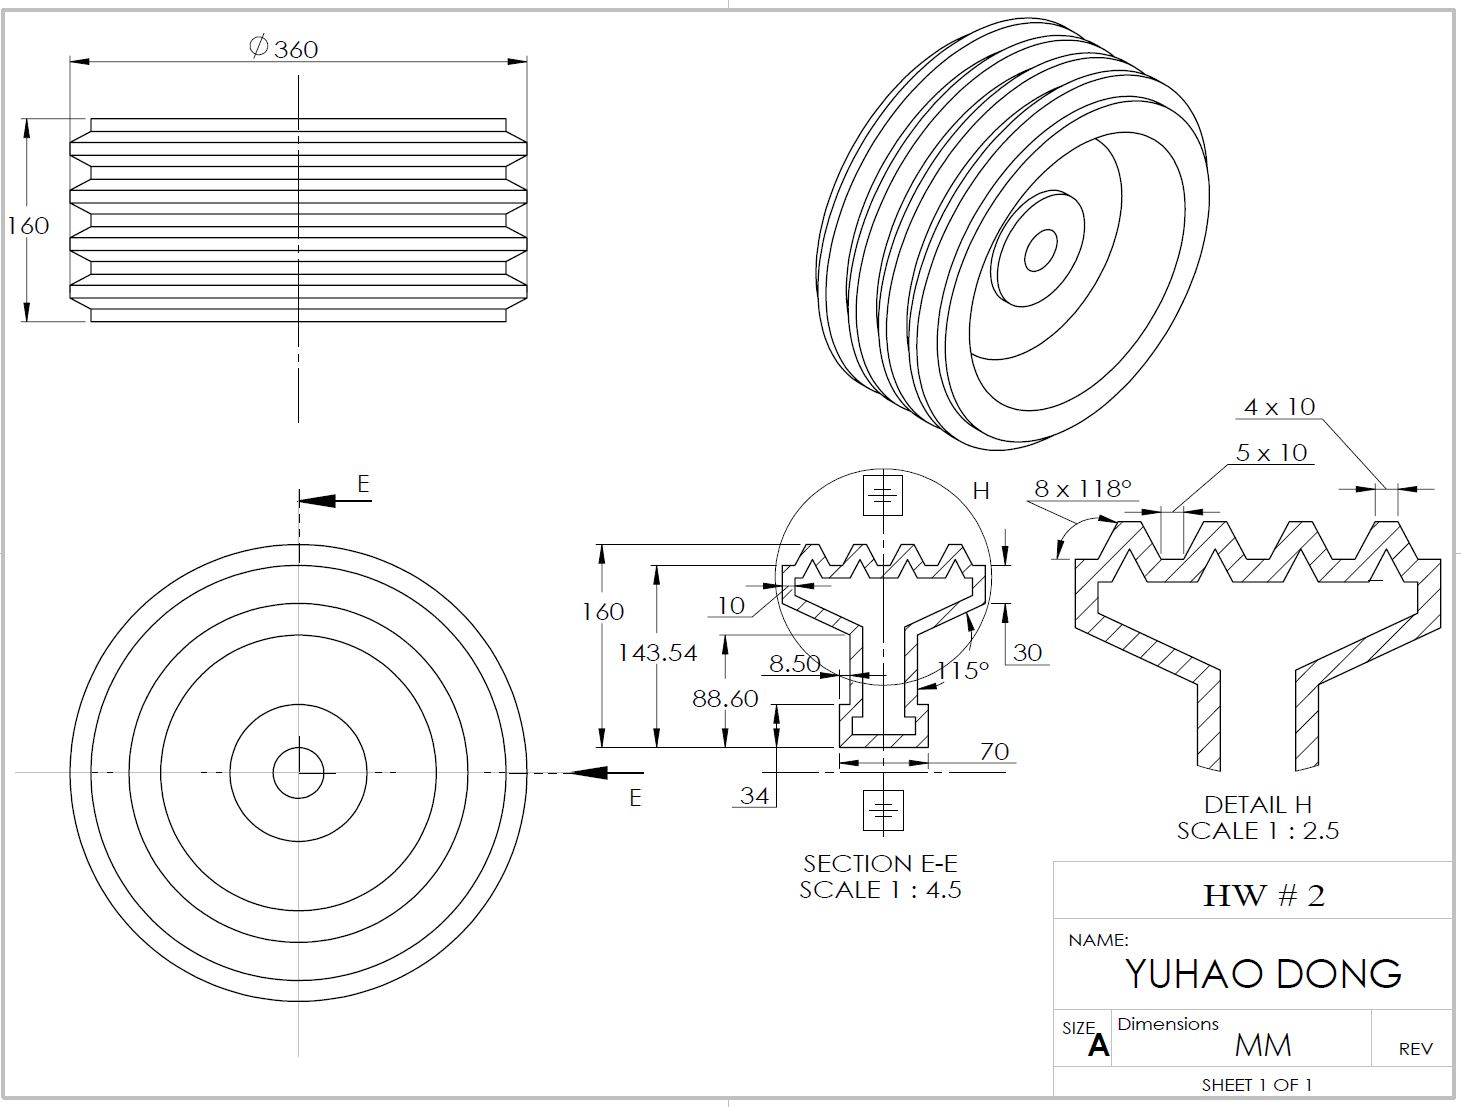 ∅ 360
160
E
E
H
160
143.54
88.60
34
10
8.50
115°
30
70
SECTION E-E
SCALE 1 : 4.5
4 x 10
5 x 10
8 x 118°
DETAIL H
SCALE 1 : 2.5
HW # 2
NAME:
YUHAO DONG
SIZE
A
Dimensions
MM
REV
SHEET 1 OF 1